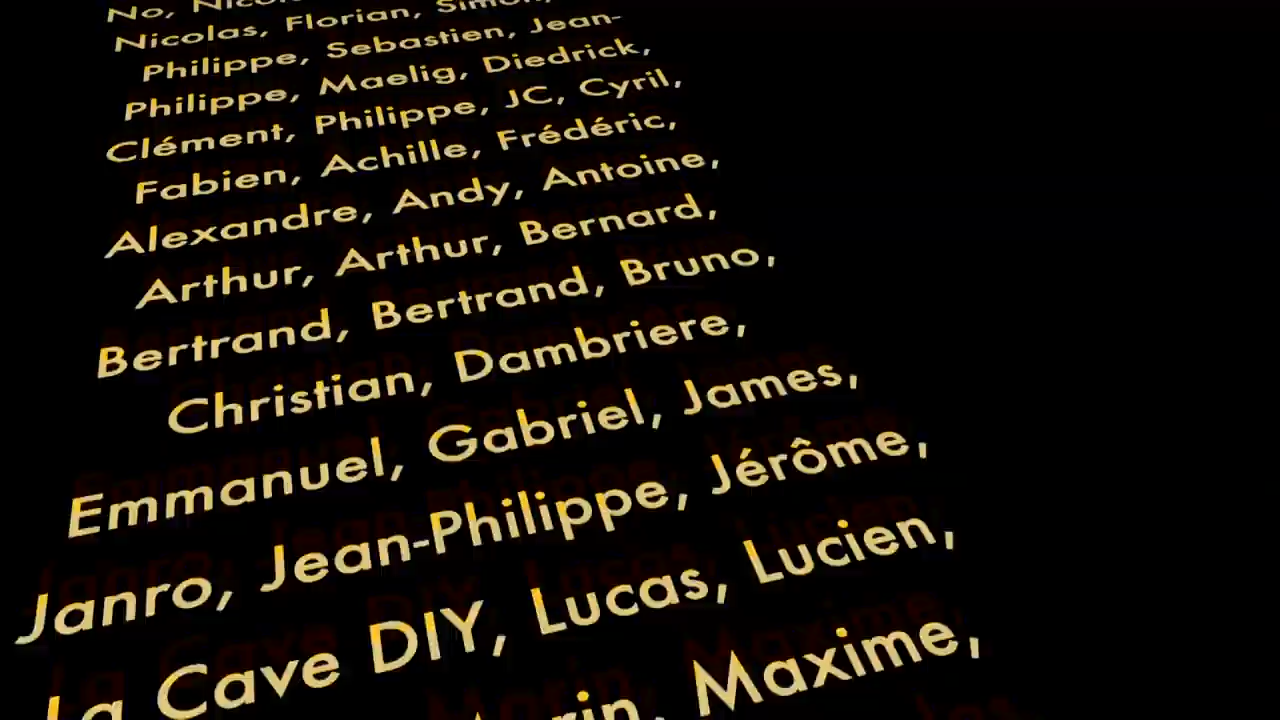 No,
Nicolas, Florian, Simon,
Philippe, Sebastien, Jean-
Philippe, Maelig, Diedrick,
Clément, Philippe, JC, Cyril,
Fabien, Achille, Frédéric,
Alexandre, Andy, Antoine,
Arthur, Arthur, Bernard,
Bertrand, Bertrand, Bruno,
Christian, Dambriere,
Emmanuel, Gabriel, James,
Janro, Jean-Philippe, Jérôme,
La Cave DIY, Lucas, Lucien,
Maxime,